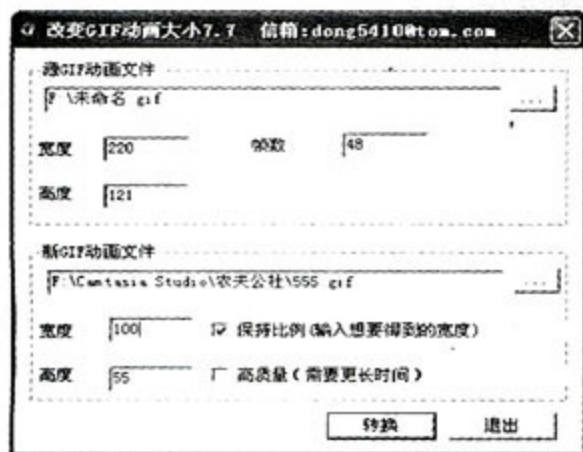 改变GIF动画大小7.7 信箱:dong5410@tom.com
源GIF动画文件
F:\未命名.gif
...
宽度 220 帧数 48
高度 121
新GIF动画文件
F:\Camtasia Studio\农夫公社\555.gif
...
宽度 100 保持比例(输入想要得到的宽度)
高度 55 高质量(需要更长时间)
转换 退出